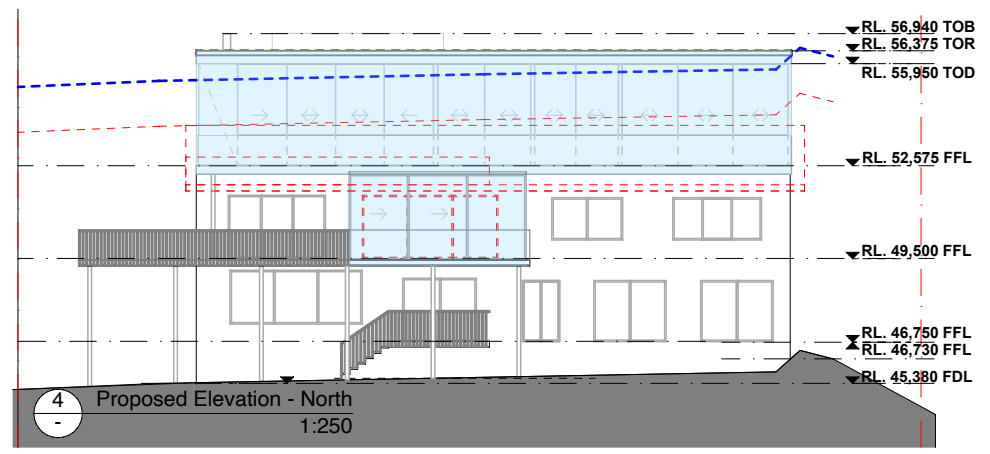 RL. 56,940 TOB
RL. 56,375 TOR
RL. 55,950 TOD
RL. 52,575 FFL
RL. 49,500 FFL
RL. 46,750 FFL
RL. 46,730 FFL
RL. 45,380 FDL
4
-
Proposed Elevation - North
1:250